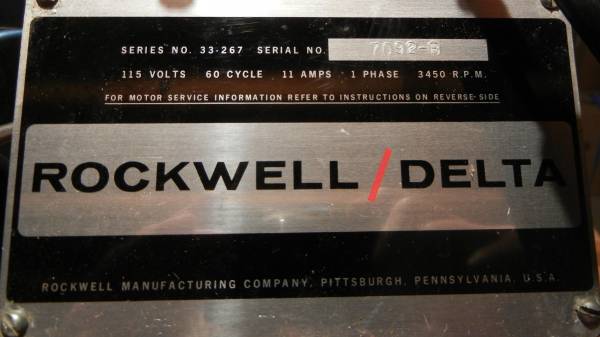 SERIES NO. 33-267 SERIAL NO. 7092-B
115 VOLTS 60 CYCLE 11 AMPS 1 PHASE 3450 R.P.M.
FOR MOTOR SERVICE INFORMATION REFER TO INSTRUCTIONS ON REVERSE-SIDE
ROCKWELL / DELTA
ROCKWELL MANUFACTURING COMPANY, PITTSBURGH, PENNSYLVANIA, U.S.A.